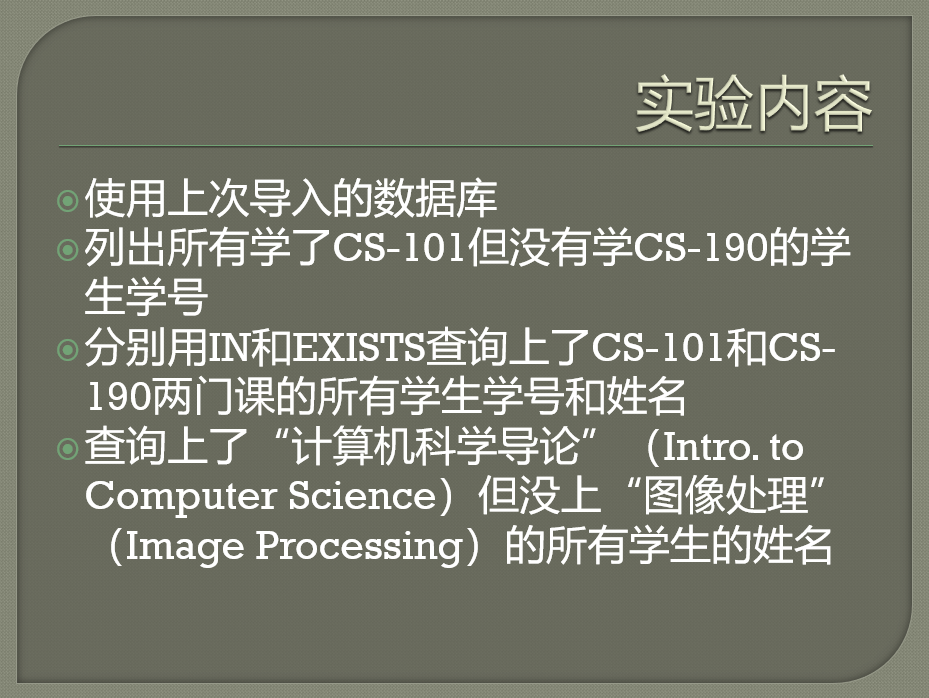 实验内容
使用上次导入的数据库
列出所有学了CS-101但没有学CS-190的学
生学号
分别用IN和EXISTS查询上了CS-101和CS-
190两门课的所有学生学号和姓名
查询上了“计算机科学导论”（Intro. to
Computer Science）但没上“图像处理”
（Image Processing）的所有学生的姓名